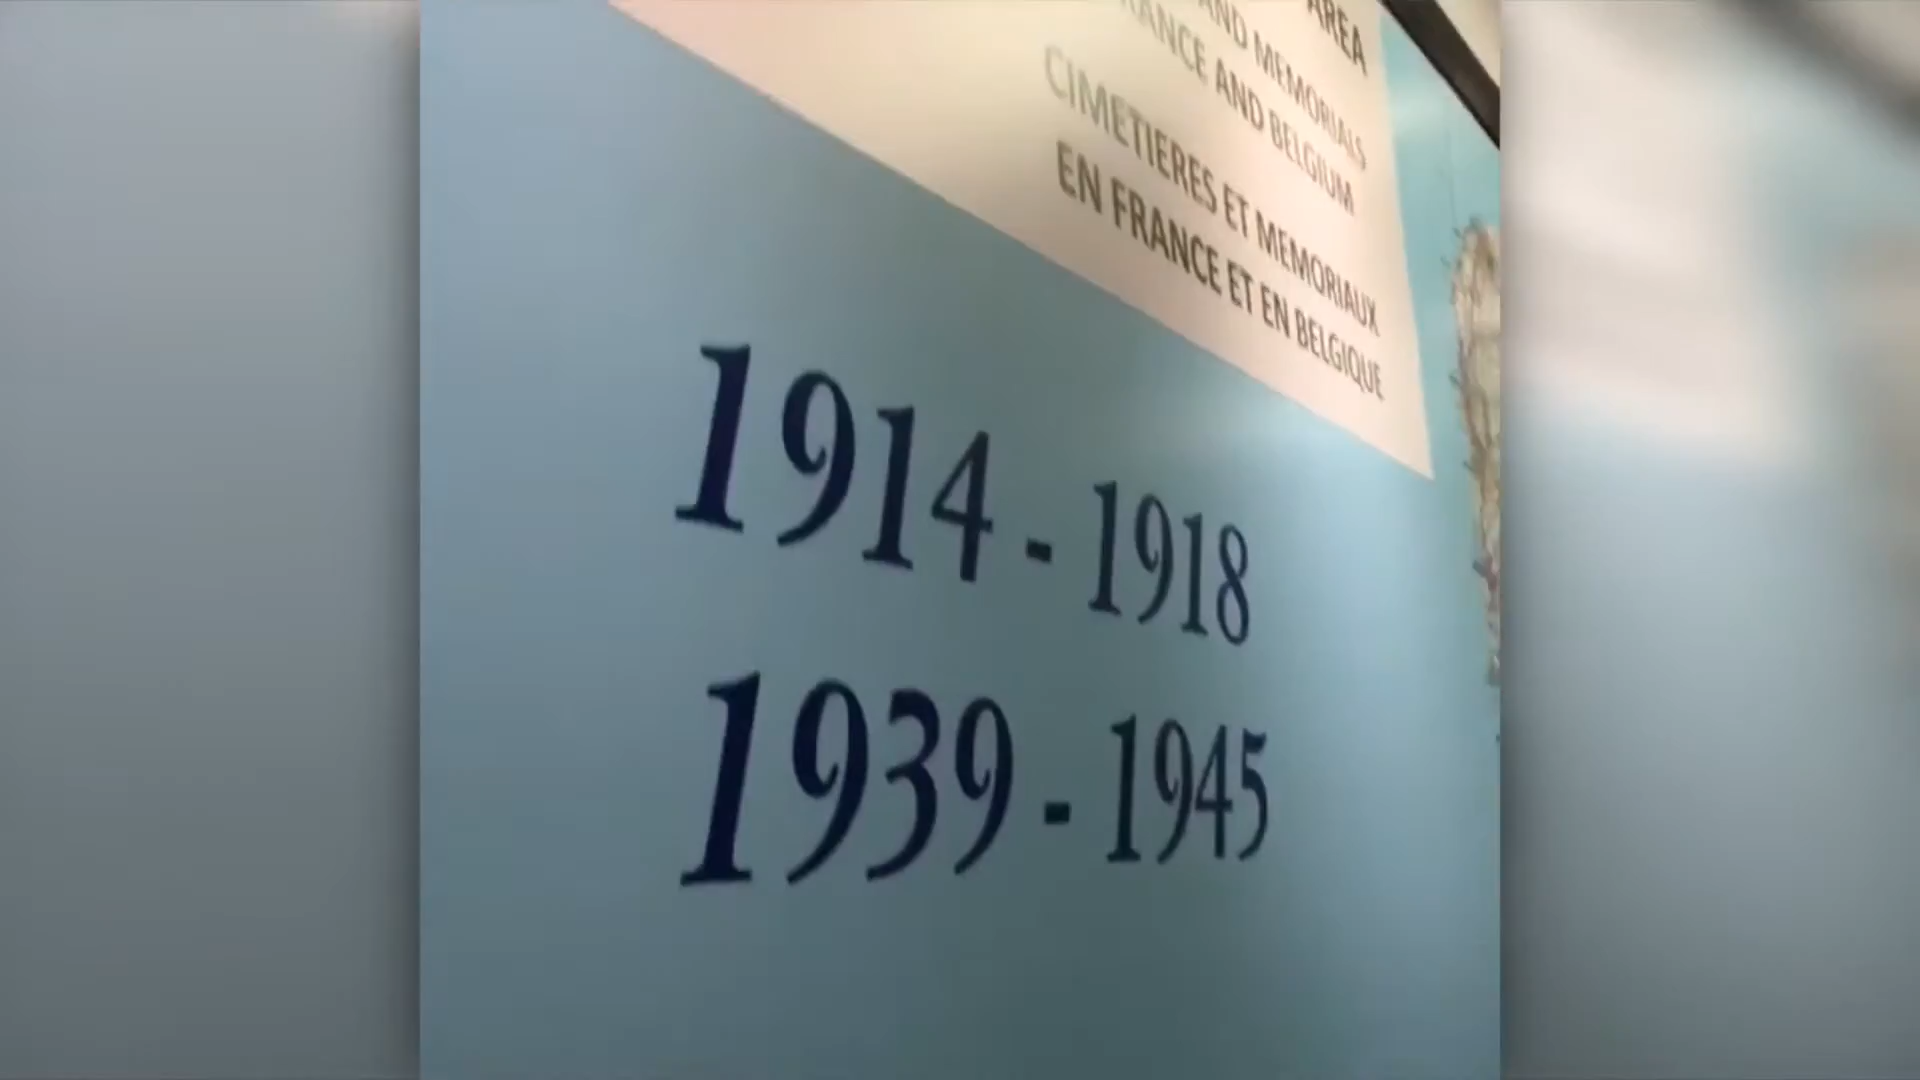 AREA
AND MEMORIALS
FRANCE AND BELGIUM
CIMETIERES ET MEMORIAUX
EN FRANCE ET EN BELGIQUE
1914 - 1918
1939 - 1945